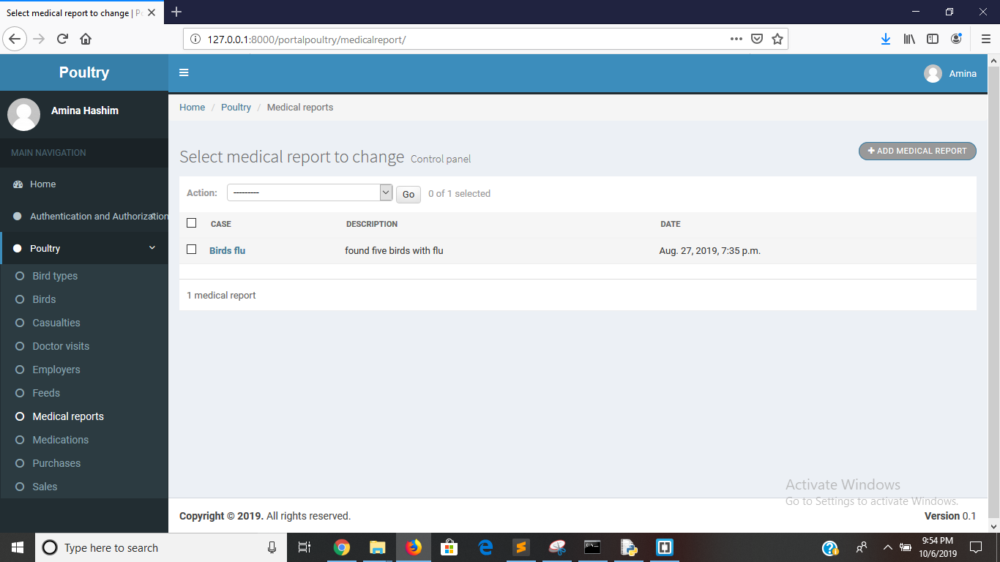 Select medical report to change | Po
127.0.0.1:8000/portalpoultry/medicalreport/
Poultry
Amina
Amina Hashim
Home / Poultry / Medical reports
MAIN NAVIGATION
Home
Authentication and Authorization
Poultry
Bird types
Birds
Casualties
Doctor visits
Employers
Feeds
Medical reports
Medications
Purchases
Sales
Select medical report to change Control panel
ADD MEDICAL REPORT
Action: --------- Go 0 of 1 selected
CASE DESCRIPTION DATE
Birds flu found five birds with flu Aug. 27, 2019, 7:35 p.m.
1 medical report
Activate Windows
Go to Settings to activate Windows.
Copyright © 2019. All rights reserved. Version 0.1
Type here to search
9:54 PM
10/6/2019